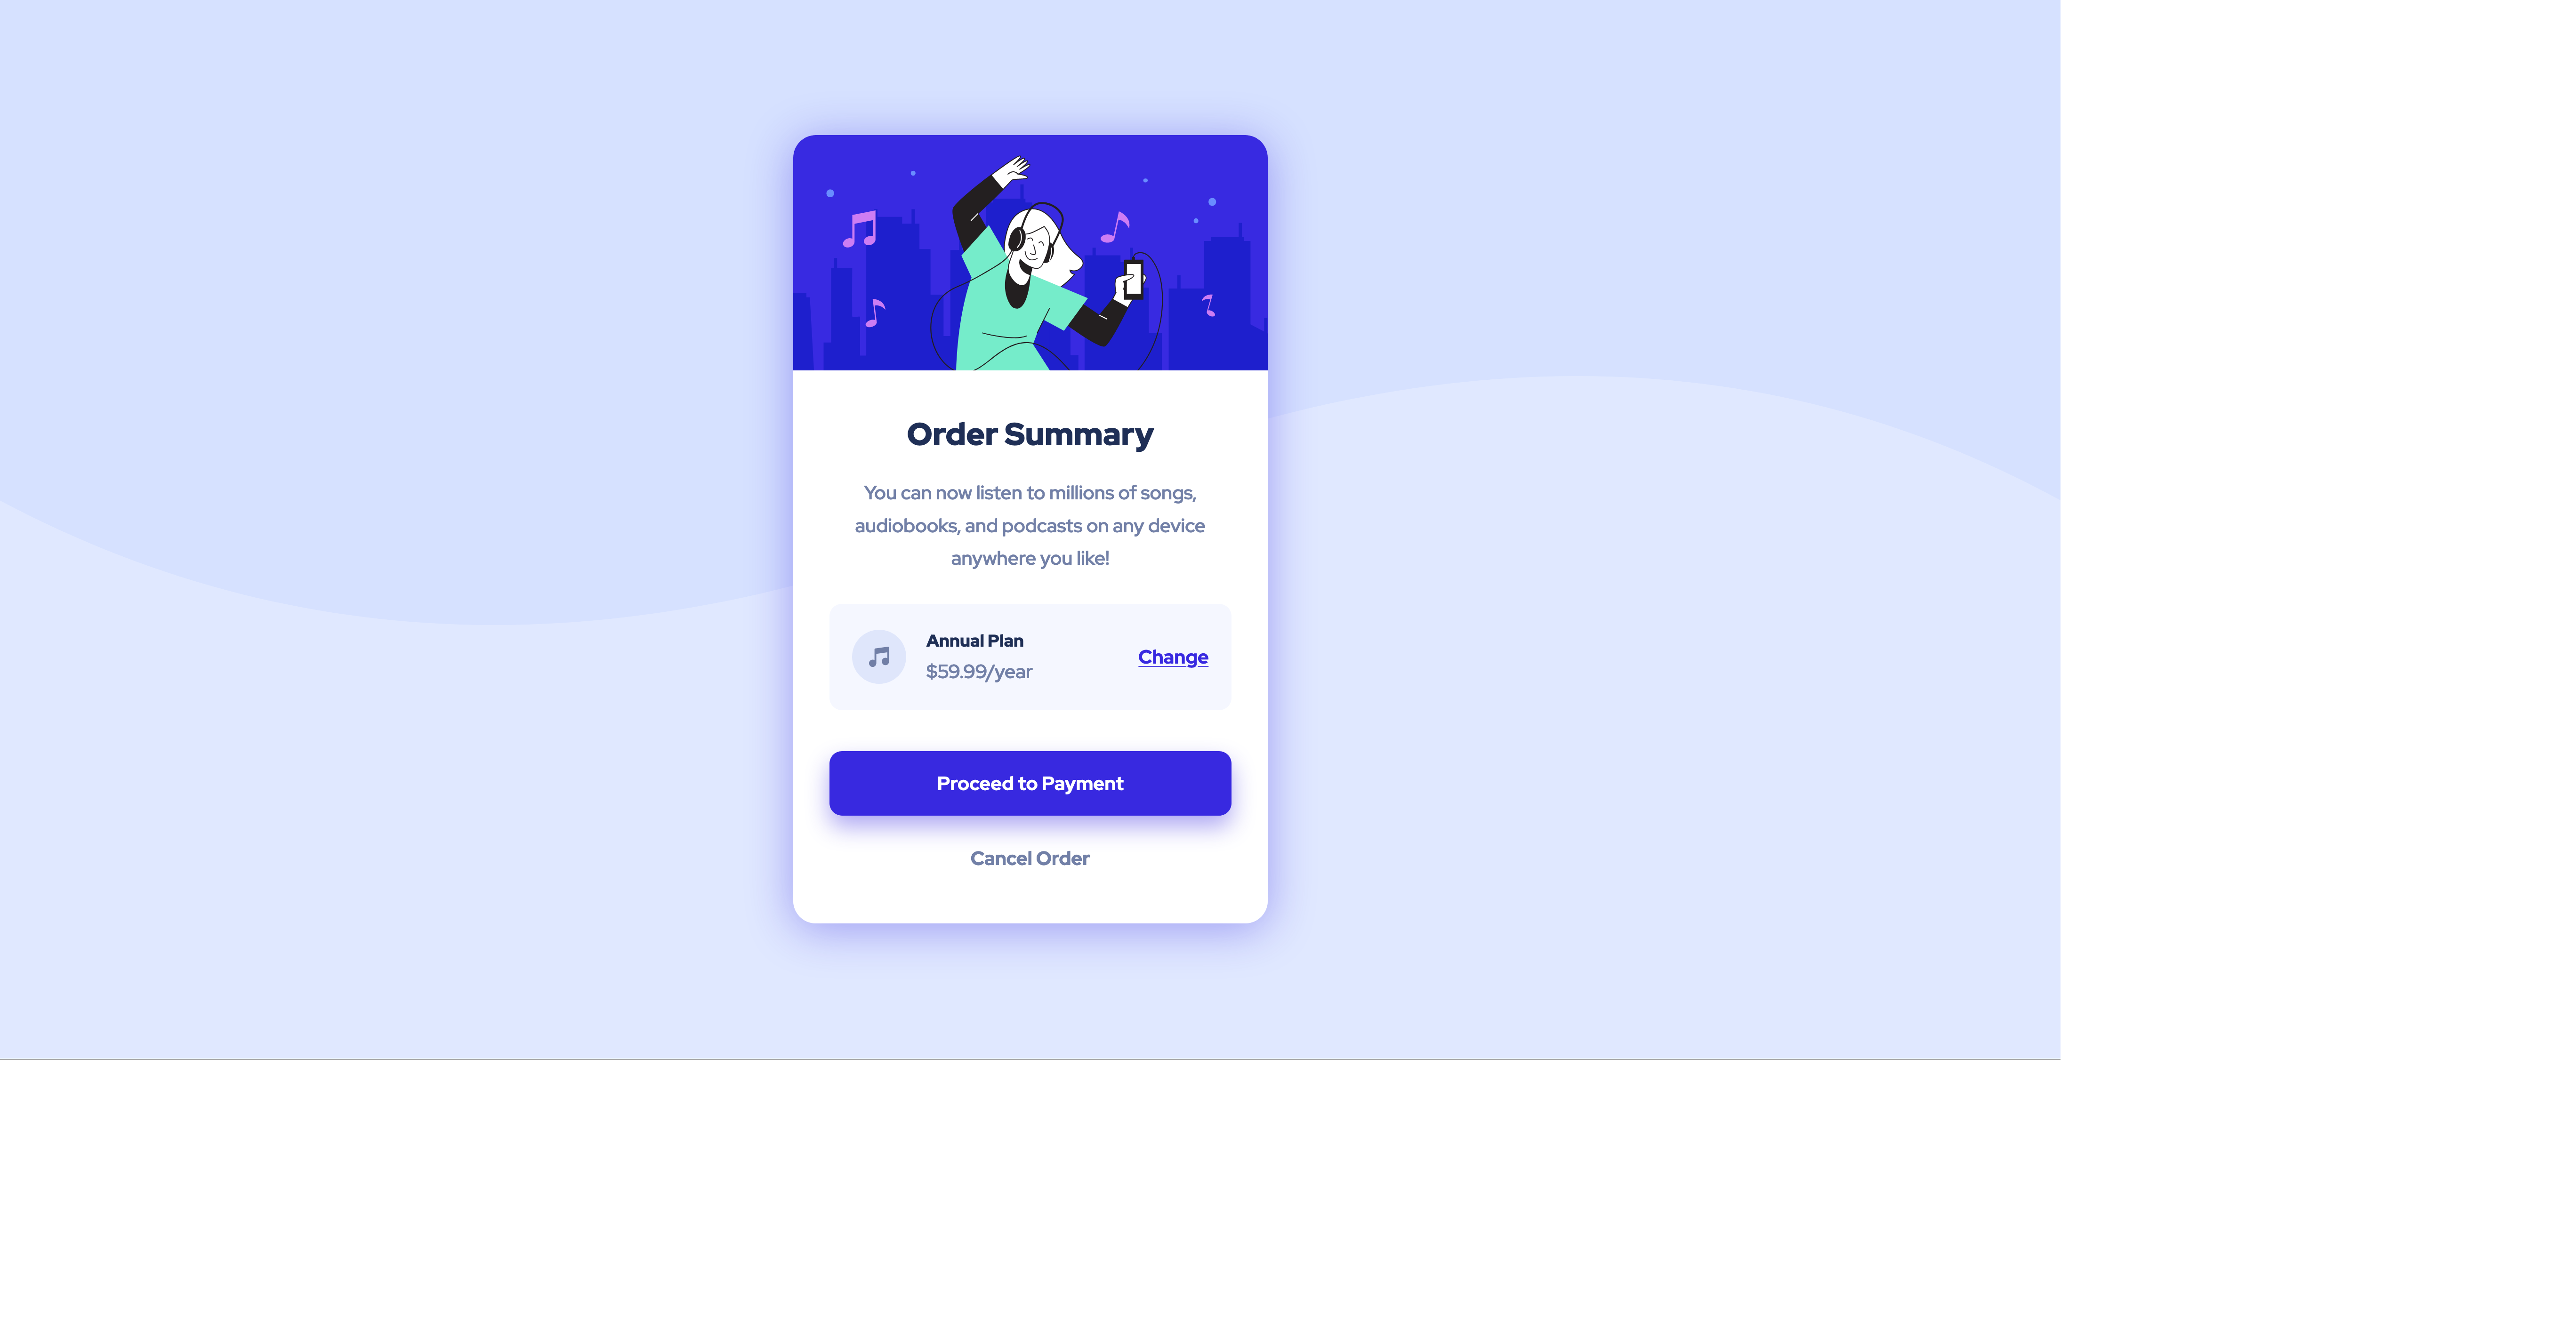 Order Summary
You can now listen to millions of songs,
audiobooks, and podcasts on any device
anywhere you like!
Annual Plan
$59.99/year
Change
Proceed to Payment
Cancel Order